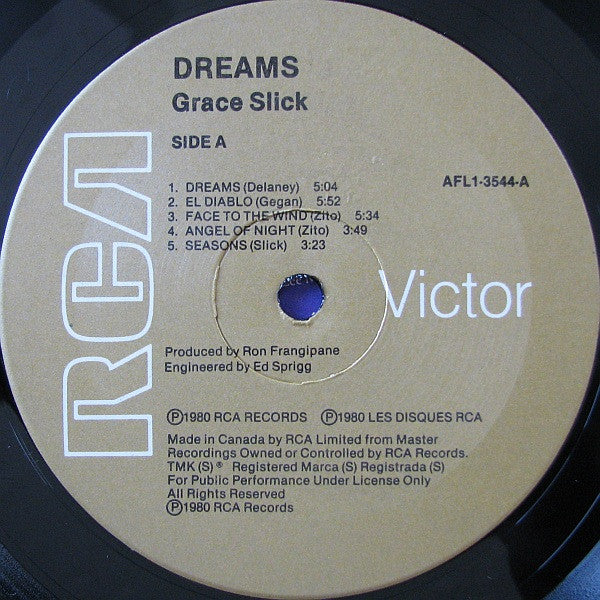 DREAMS
Grace Slick
SIDE A
AFL1-3544-A
1. DREAMS (Delaney) 5:04
2. EL DIABLO (Gegan) 5:52
3. FACE TO THE WIND (Zito) 5:34
4. ANGEL OF NIGHT (Zito) 3:49
5. SEASONS (Slick) 3:23
RCA
Victor
Produced by Ron Frangipane
Engineered by Ed Sprigg
Ⓟ1980 RCA RECORDS Ⓟ1980 LES DISQUES RCA
Made in Canada by RCA Limited from Master
Recordings Owned or Controlled by RCA Records.
TMK (S) ® Registered Marca (S) Registrada (S)
For Public Performance Under License Only
All Rights Reserved
Ⓟ1980 RCA Records